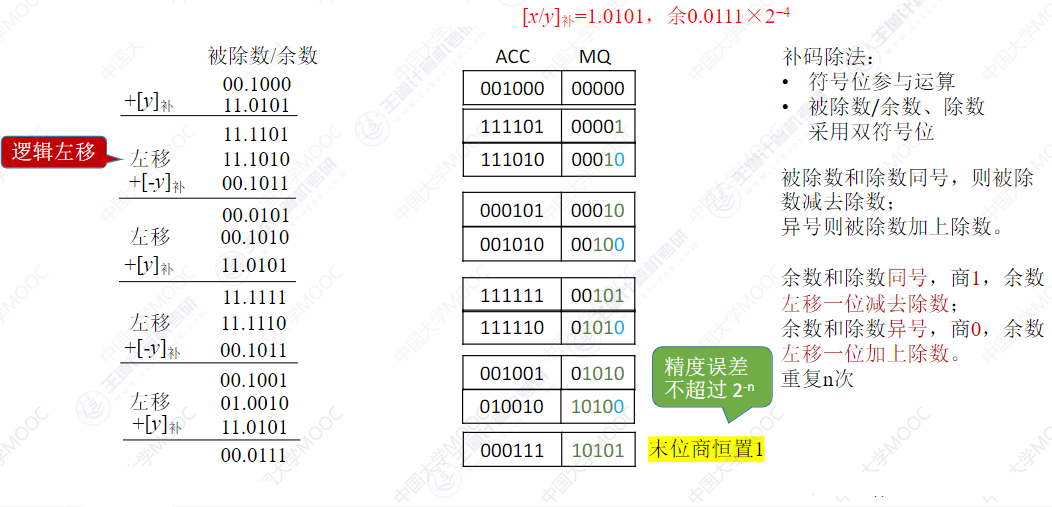 [x/y]补=1.0101，余0.0111×2⁻⁴
被除数/余数
00.1000
+[y]补 11.0101
11.1101
逻辑左移
左移 11.1010
+[-y]补 00.1011
00.0101
左移 00.1010
+[y]补 11.0101
11.1111
左移 11.1110
+[-y]补 00.1011
00.1001
左移 01.0010
+[y]补 11.0101
00.0111
ACC MQ
001000 00000
111101 00001
111010 00010
000101 00010
001010 00100
111111 00101
111110 01010
001001 01010
010010 10100
000111 10101
精度误差
不超过 2⁻ⁿ
末位商恒置1
补码除法：
• 符号位参与运算
• 被除数/余数、除数
采用双符号位
被除数和除数同号，则被除
数减去除数；
异号则被除数加上除数。
余数和除数同号，商1，余数
左移一位减去除数；
余数和除数异号，商0，余数
左移一位加上除数。
重复n次